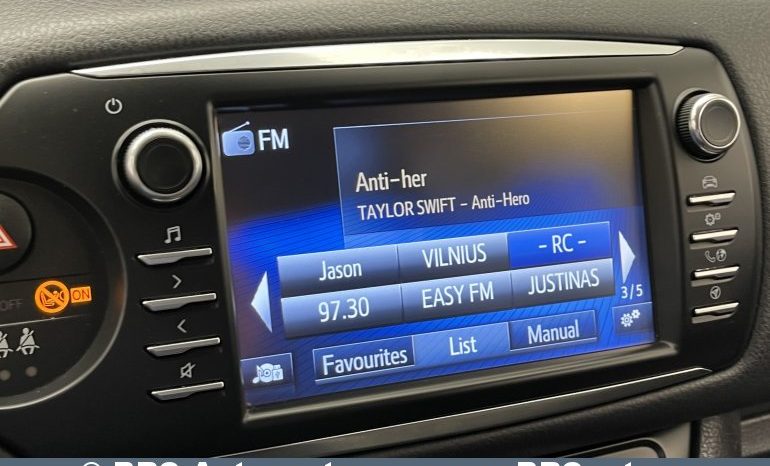 FM
Anti-her
TAYLOR SWIFT - Anti-Hero
Jason
VILNIUS
- RC -
97.30
EASY FM
JUSTINAS
3/5
Favourites
List
Manual
OFF
ON